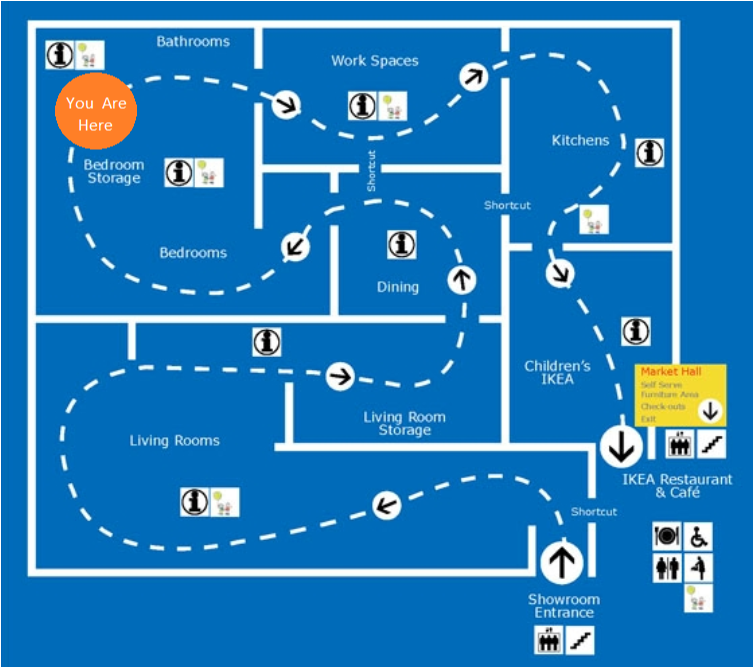 Bathrooms
Work Spaces
You Are
Here
Kitchens
Bedroom
Storage
Shortcut
Shortcut
Bedrooms
Dining
Children's
IKEA
Market Hall
Self Serve
Furniture Area
Check-outs
Exit
Living Room
Storage
Living Rooms
IKEA Restaurant
& Café
Shortcut
Showroom
Entrance